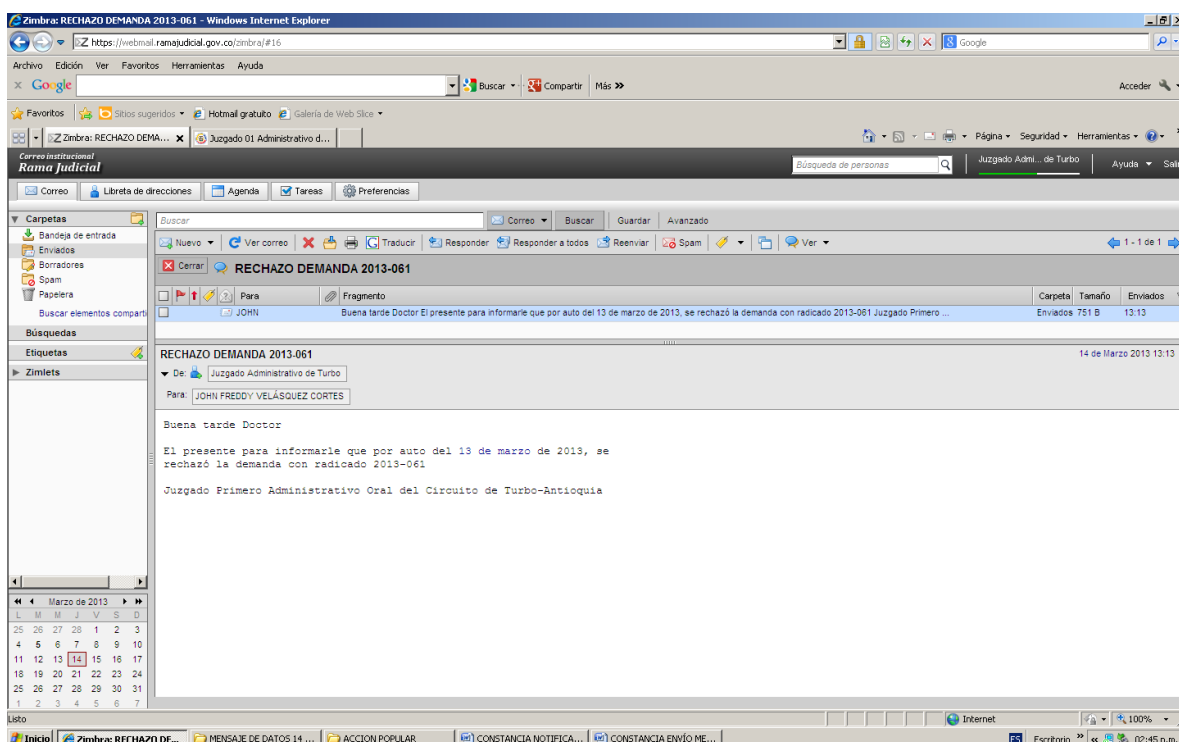 Zimbra: RECHAZO DEMANDA 2013-061 - Windows Internet Explorer
https://webmail.ramajudicial.gov.co/zimbra/#16
Google
Archivo Edición Ver Favoritos Herramientas Ayuda
x Google
Buscar
Compartir
Más
Acceder
Favoritos
Sitios sugeridos
Hotmail gratuito
Galería de Web Slice
Zimbra: RECHAZO DEMA...
Juzgado 01 Administrativo d...
Página
Seguridad
Herramientas
Correo institucional
Rama Judicial
Búsqueda de personas
Juzgado Admi... de Turbo
Ayuda
Sali
Correo
Libreta de direcciones
Agenda
Tareas
Preferencias
Carpetas
Bandeja de entrada
Enviados
Borradores
Spam
Papelera
Buscar elementos comparti
Búsquedas
Etiquetas
Zimlets
Buscar
Correo
Buscar
Guardar
Avanzado
Nuevo
Ver correo
Traducir
Responder
Responder a todos
Reenviar
Spam
Ver
1 - 1 de 1
Cerrar
RECHAZO DEMANDA 2013-061
Para
Fragmento
Carpeta
Tamaño
Enviados
JOHN
Buena tarde Doctor El presente para informarle que por auto del 13 de marzo de 2013, se rechazó la demanda con radicado 2013-061 Juzgado Primero ...
Enviados
751 B
13:13
RECHAZO DEMANDA 2013-061
14 de Marzo 2013 13:13
De:
Juzgado Administrativo de Turbo
Para:
JOHN FREDDY VELÁSQUEZ CORTES
Buena tarde Doctor
El presente para informarle que por auto del 13 de marzo de 2013, se
rechazó la demanda con radicado 2013-061
Juzgado Primero Administrativo Oral del Circuito de Turbo-Antioquia
Marzo de 2013
L M M J V S D
25 26 27 28 1 2 3
4 5 6 7 8 9 10
11 12 13 14 15 16 17
18 19 20 21 22 23 24
25 26 27 28 29 30 31
1 2 3 4 5 6 7
Listo
Internet
100%
Inicio
Zimbra: RECHAZO DE...
MENSAJE DE DATOS 14 ...
ACCION POPULAR
CONSTANCIA NOTIFICA...
CONSTANCIA ENVÍO ME...
ES
Escritorio
02:45 p.m.